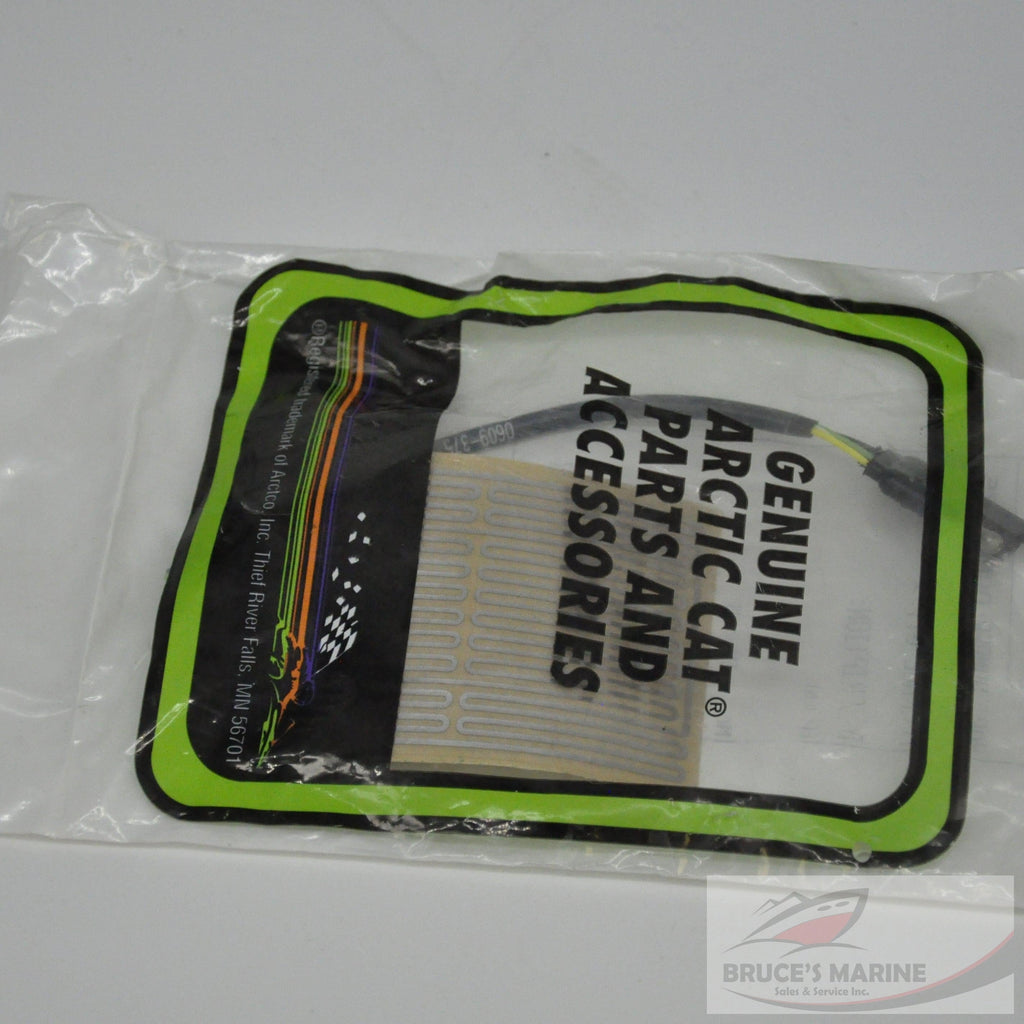 GENUINE
ARCTIC CAT®
PARTS AND
ACCESSORIES
0609-373
®Registered trademark of Arctco, Inc. Thief River Falls, MN 56701
BRUCE'S MARINE
Sales & Service Inc.